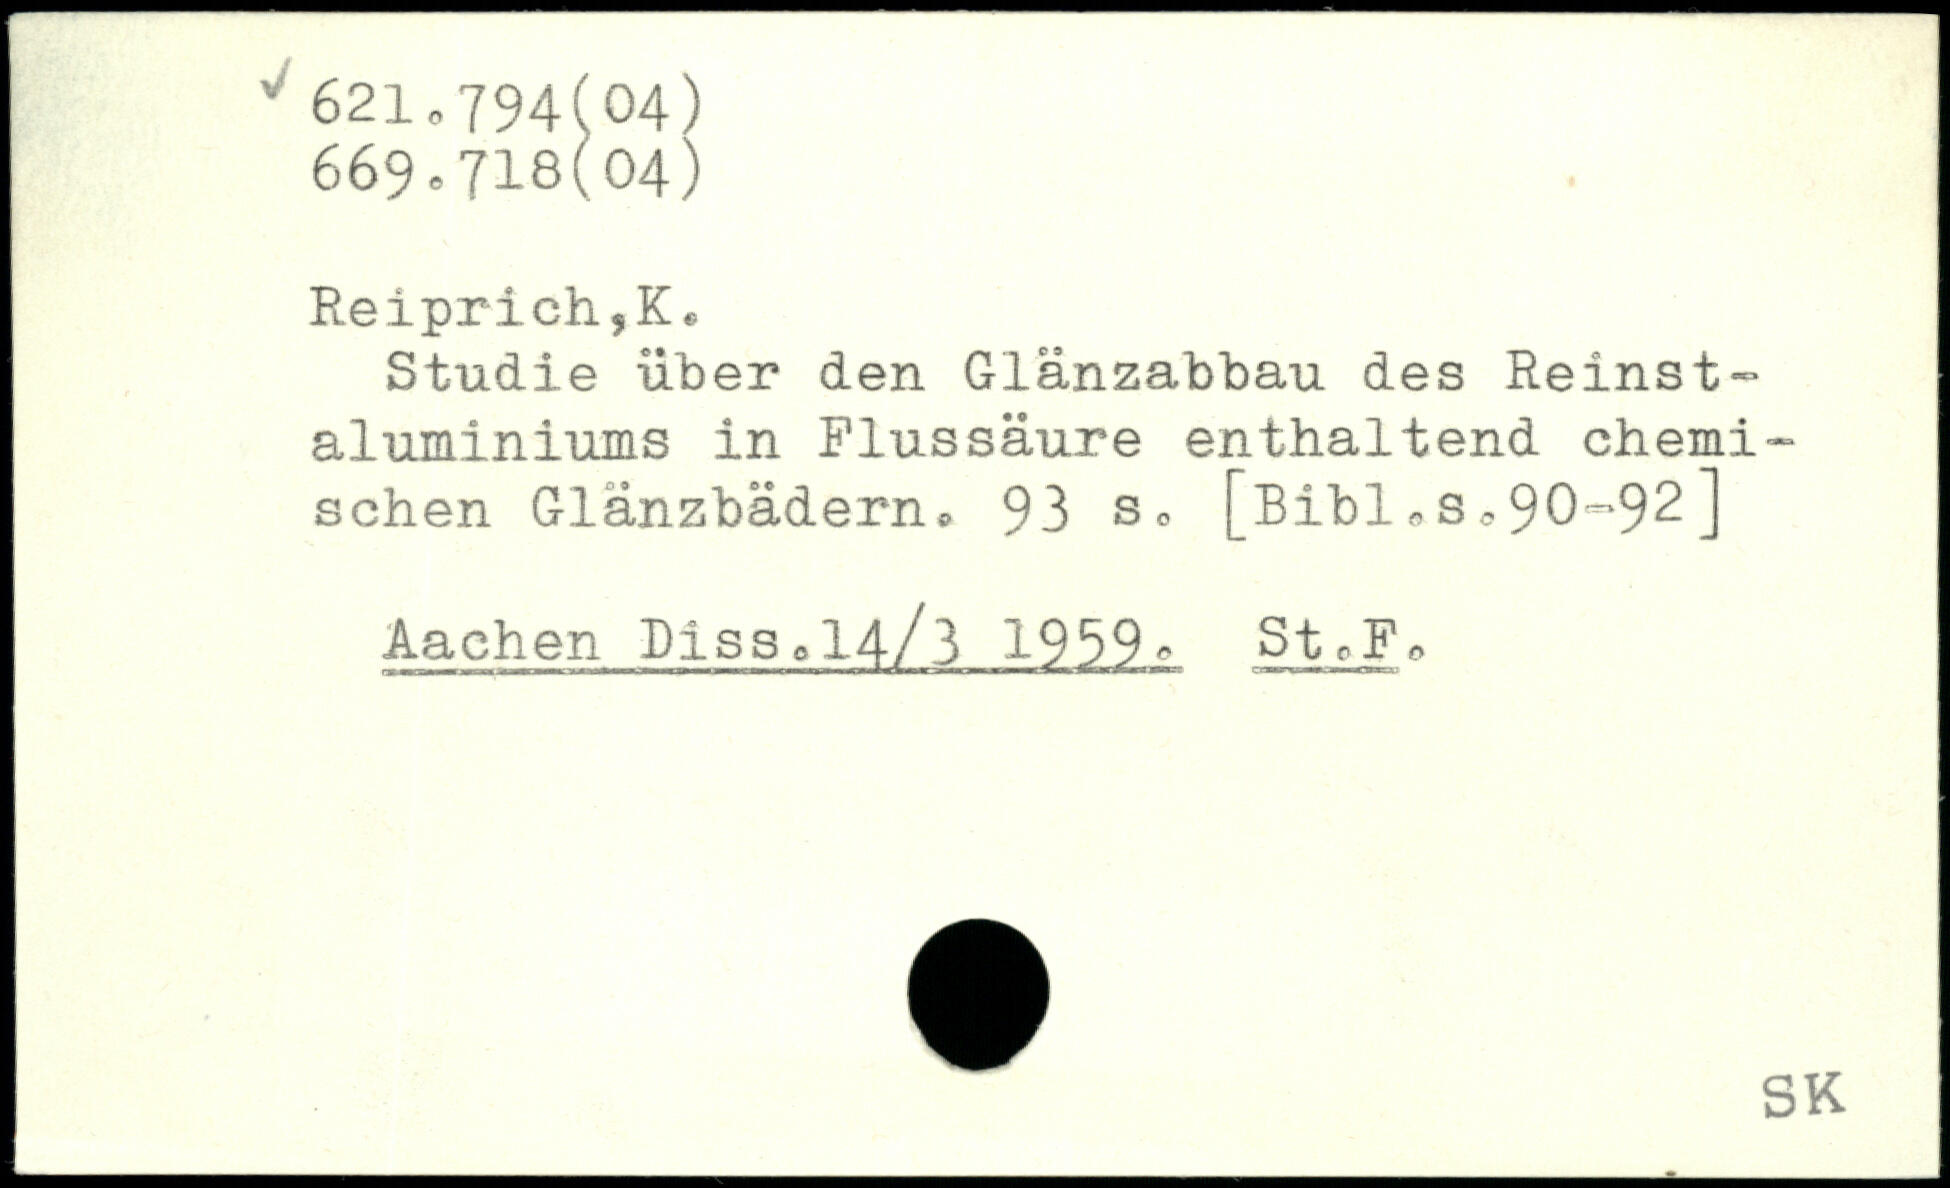 621.794(04)
669.718(04)
Reiprich,K.
Studie über den Glänzabbau des Reinst-
aluminiums in Flussäure enthaltend chemi-
schen Glänzbädern. 93 s. [Bibl.s.90-92]
Aachen Diss.14/3 1959. St.F.
SK